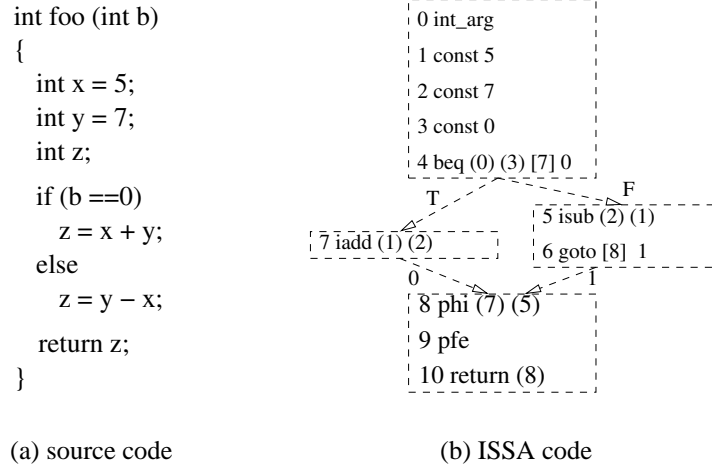 int foo (int b)
{
int x = 5;
int y = 7;
int z;
if (b ==0)
z = x + y;
else
z = y − x;
return z;
}
(a) source code
0 int_arg
1 const 5
2 const 7
3 const 0
4 beq (0) (3) [7] 0
T
F
7 iadd (1) (2)
5 isub (2) (1)
6 goto [8] 1
0
1
8 phi (7) (5)
9 pfe
10 return (8)
(b) ISSA code